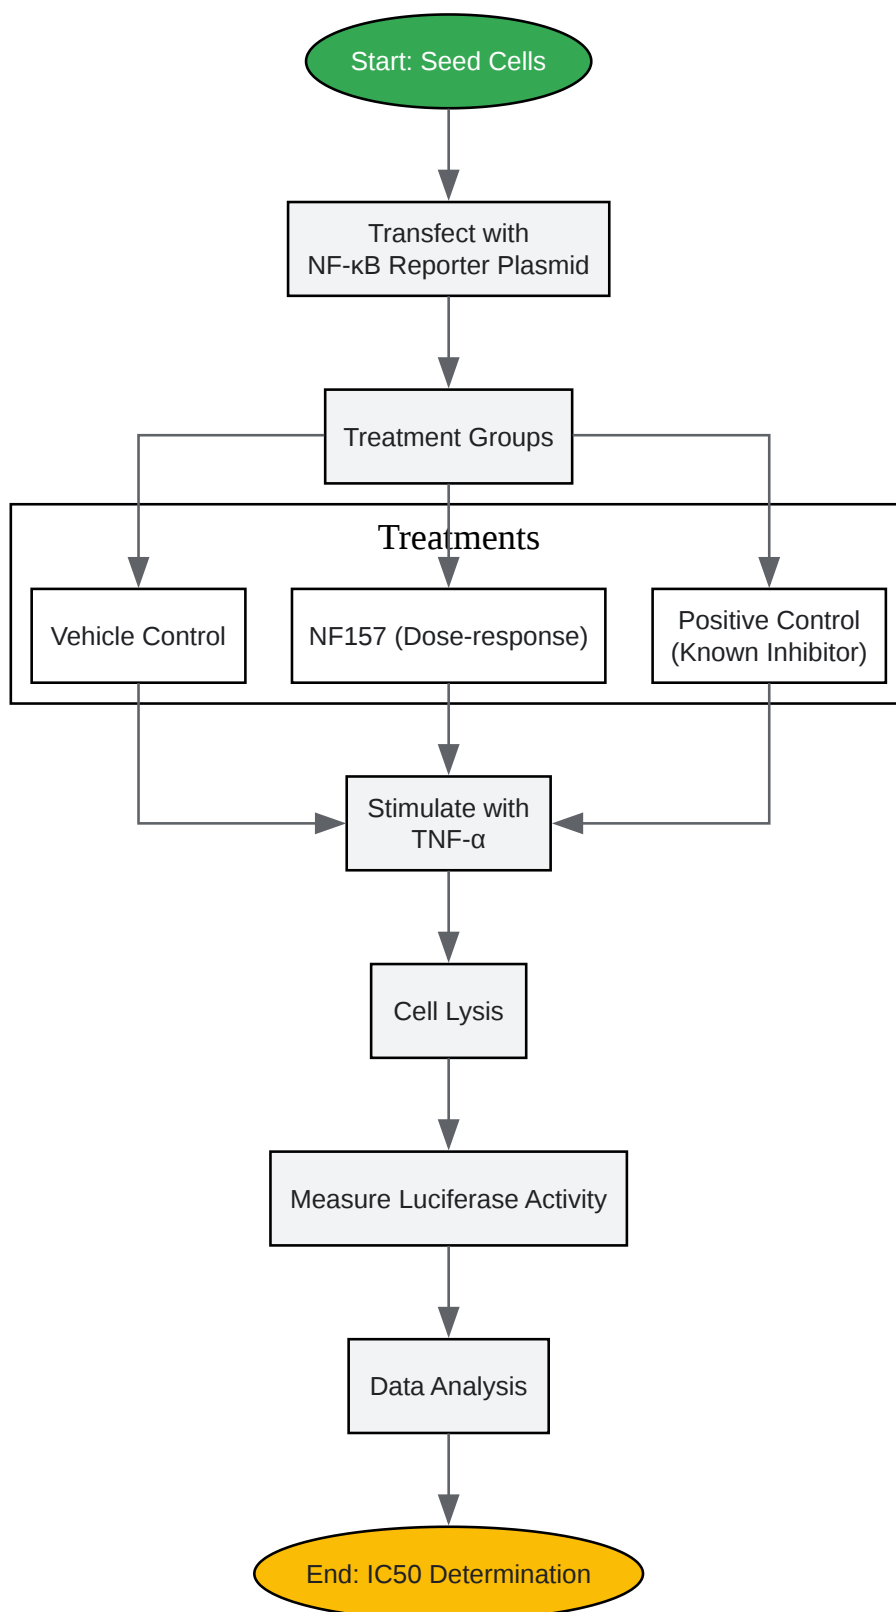 Start: Seed Cells
Transfect with
NF-κB Reporter Plasmid
Treatment Groups
Treatments
Vehicle Control
NF157 (Dose-response)
Positive Control
(Known Inhibitor)
Stimulate with
TNF-α
Cell Lysis
Measure Luciferase Activity
Data Analysis
End: IC50 Determination